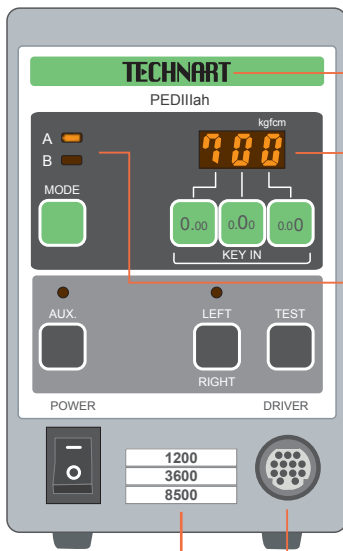 TECHNART
PEDIIIah
kgfcm
A
700
B
MODE
0.00 0.00 0.00
KEY IN
AUX. LEFT TEST
RIGHT
POWER DRIVER
1200
3600
8500